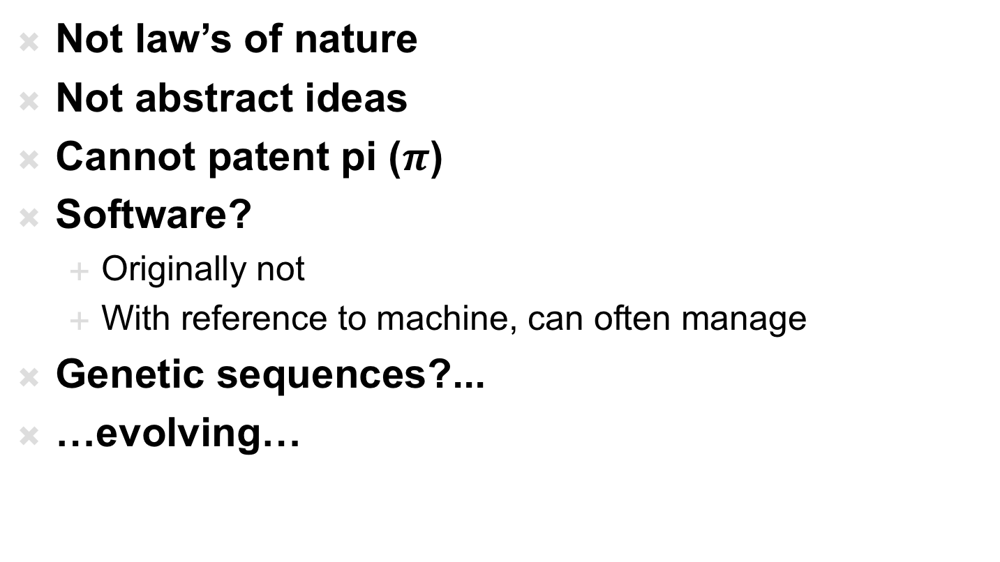 Not law’s of nature
Not abstract ideas
Cannot patent pi (𝝅)
Software?
Originally not
With reference to machine, can often manage
Genetic sequences?...
…evolving…